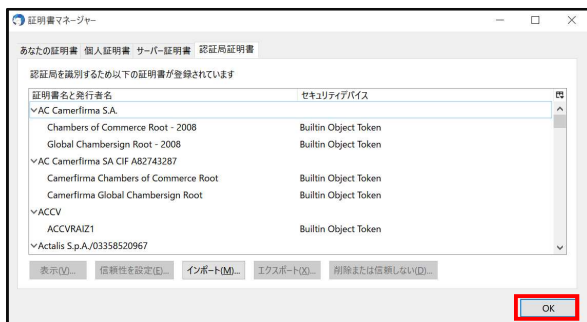 証明書マネージャー
あなたの証明書 個人証明書 サーバー証明書 認証局証明書
認証局を識別するため以下の証明書が登録されています
証明書名と発行者名 セキュリティデバイス
AC Camerfirma S.A.
Chambers of Commerce Root - 2008 Builtin Object Token
Global Chambersign Root - 2008 Builtin Object Token
AC Camerfirma SA CIF A82743287
Camerfirma Chambers of Commerce Root Builtin Object Token
Camerfirma Global Chambersign Root Builtin Object Token
ACCV
ACCVRAIZ1 Builtin Object Token
Actalis S.p.A./03358520967
表示(V)... 信頼性を設定(E)... インポート(M)... エクスポート(X)... 削除または信頼しない(D)...
OK